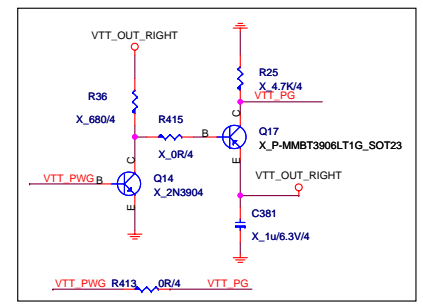 VTT_OUT_RIGHT
R36
X_680/4
R415
X_0R/4
R25
X_4.7K/4
VTT_PG
C
B
E
Q17
X_P-MMBT3906LT1G_SOT23
VTT_OUT_RIGHT
VTT_PWG
B
C
E
Q14
X_2N3904
C381
X_1u/6.3V/4
VTT_PWG R413 0R/4 VTT_PG